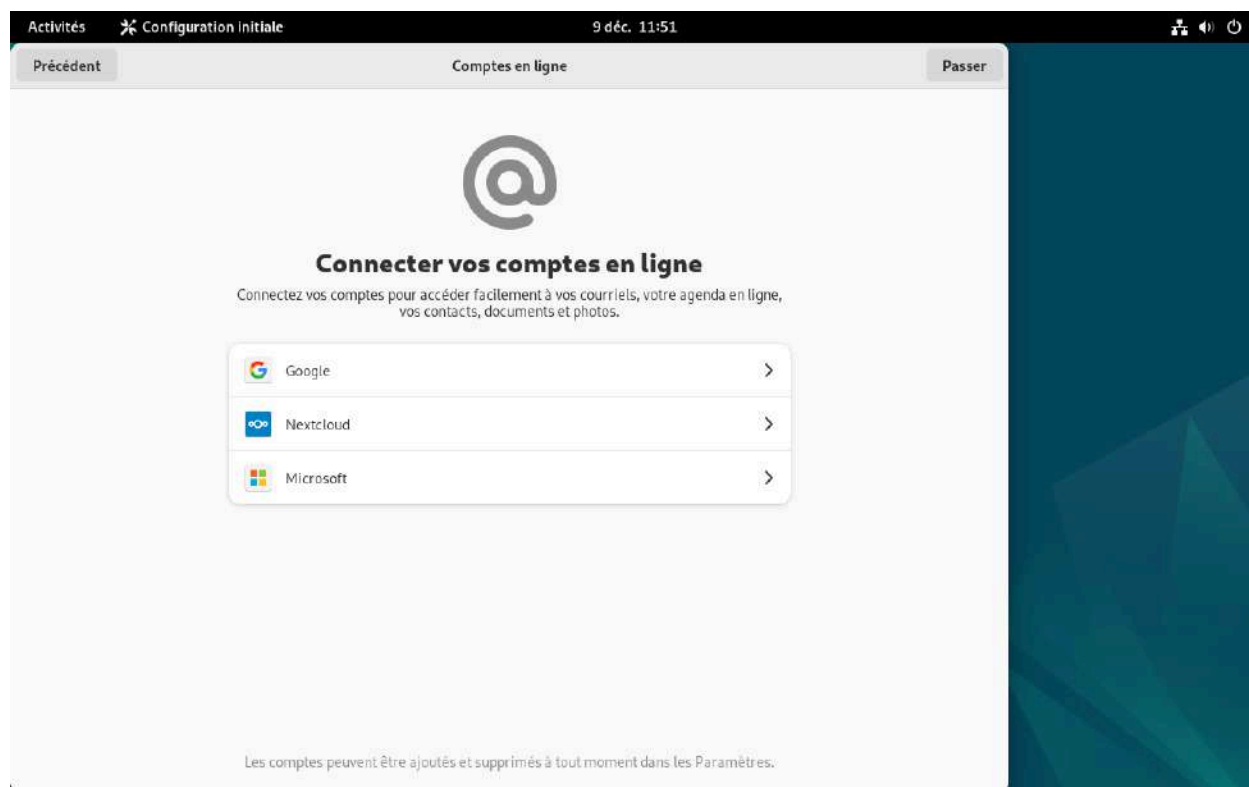 Activités Configuration initiale 9 déc. 11:51
Précédent Comptes en ligne Passer
Connecter vos comptes en ligne
Connectez vos comptes pour accéder facilement à vos courriels, votre agenda en ligne,
vos contacts, documents et photos.
Google
Nextcloud
Microsoft
Les comptes peuvent être ajoutés et supprimés à tout moment dans les Paramètres.